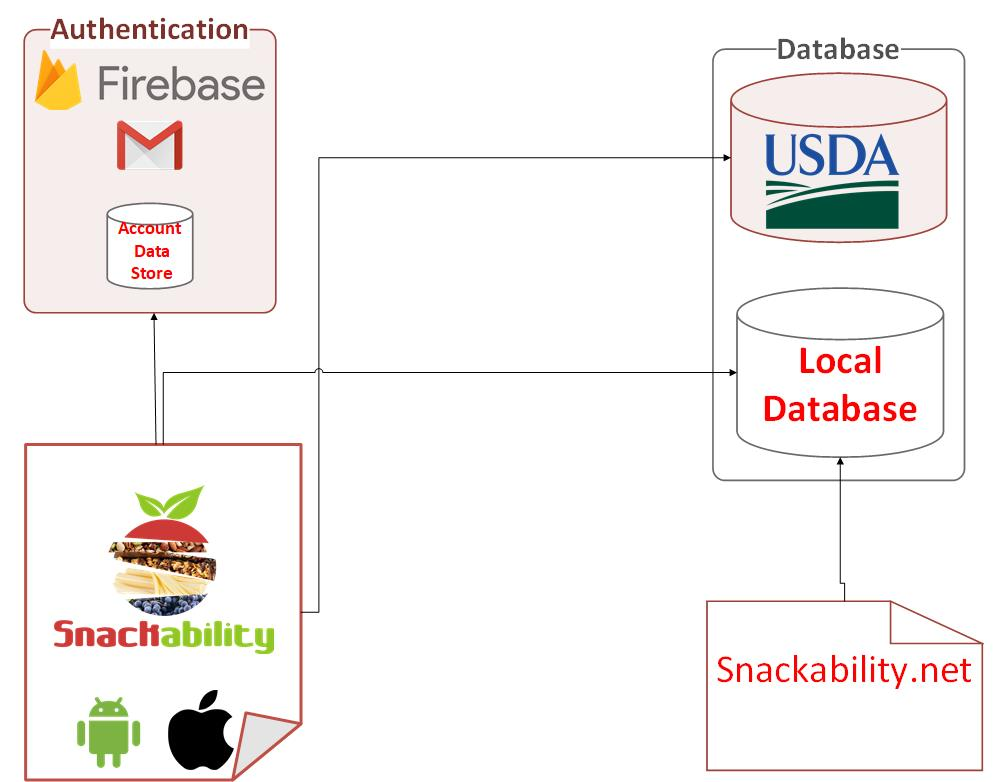 Authentication
Firebase
Account
Data
Store
Database
USDA
Local
Database
Snackability
Snackability.net